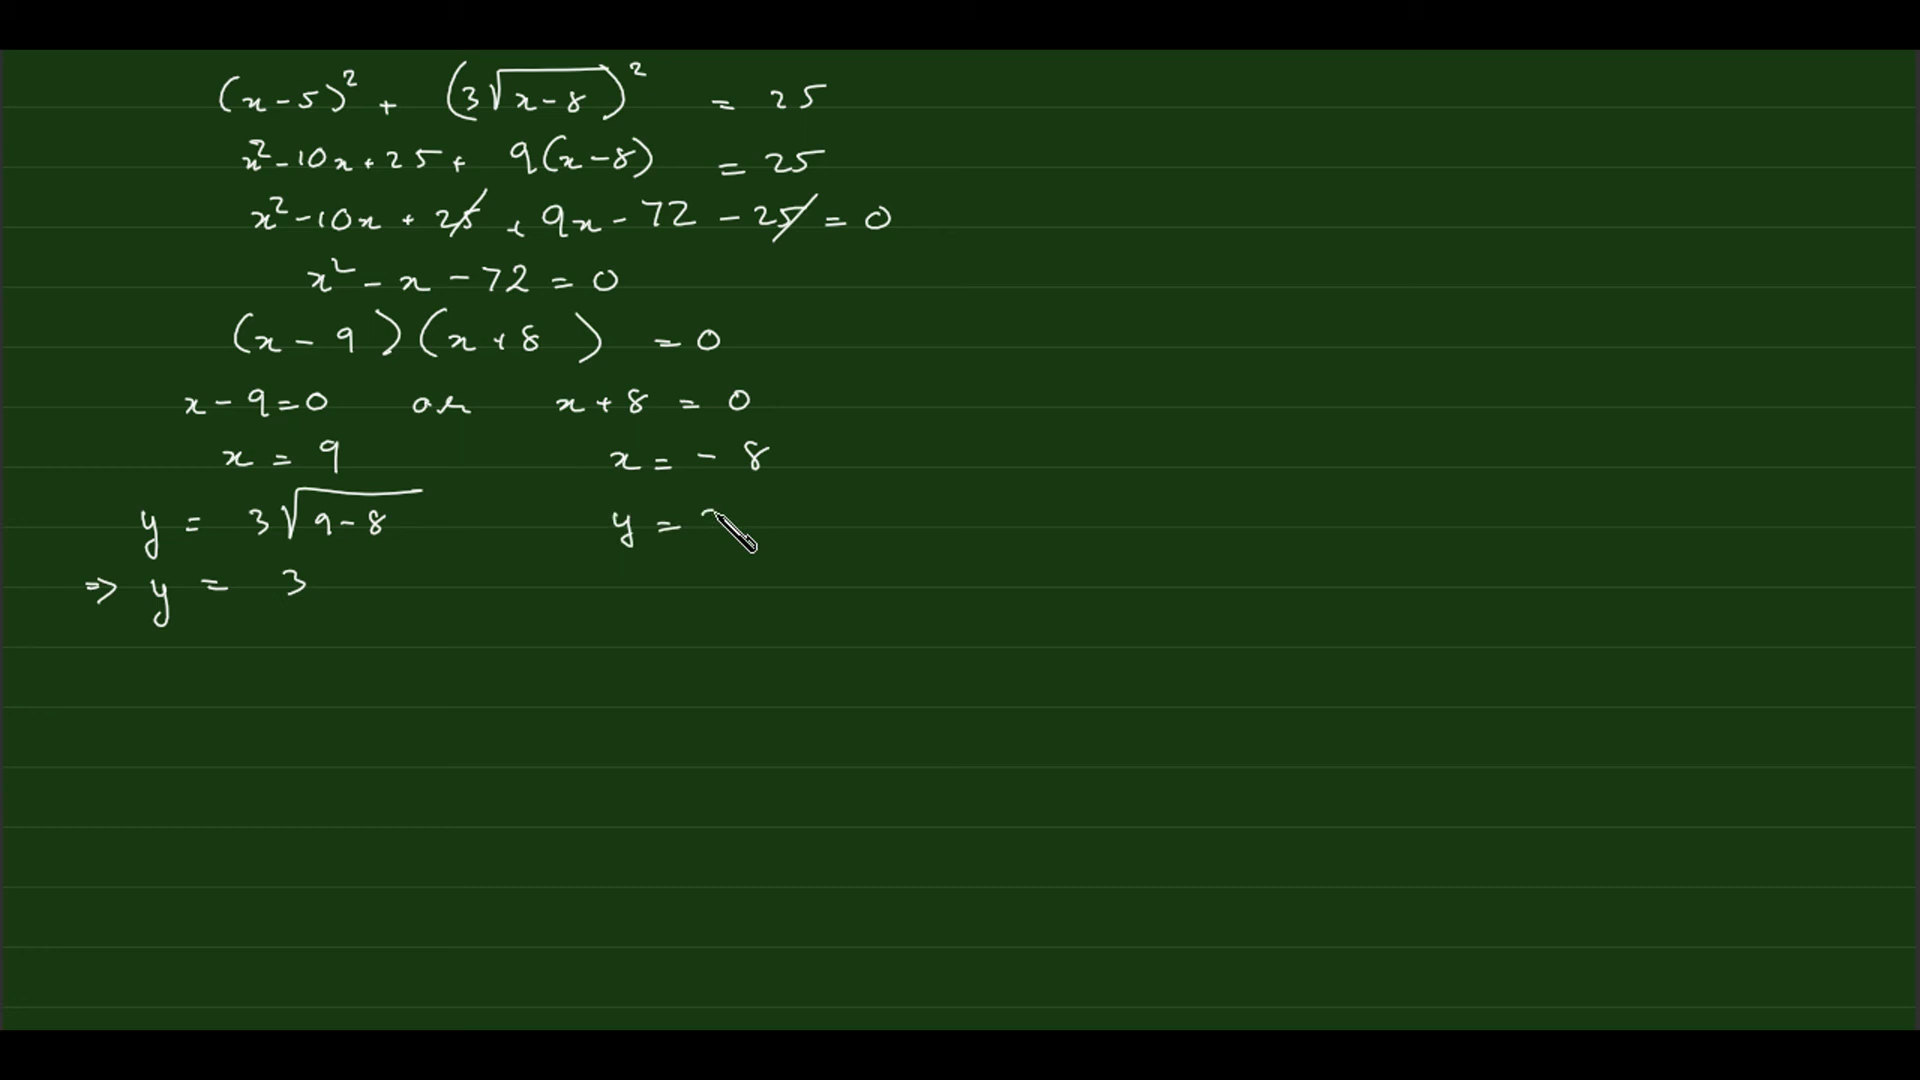 (x-5)² + (3√x-8)² = 25
x²-10x+25+ 9(x-8) = 25
x²-10x+25+9x-72-25=0
x²-x-72=0
(x-9)(x+8)=0
x-9=0 or x+8=0
x=9 x=-8
y=3√9-8 y=
⇒ y=3